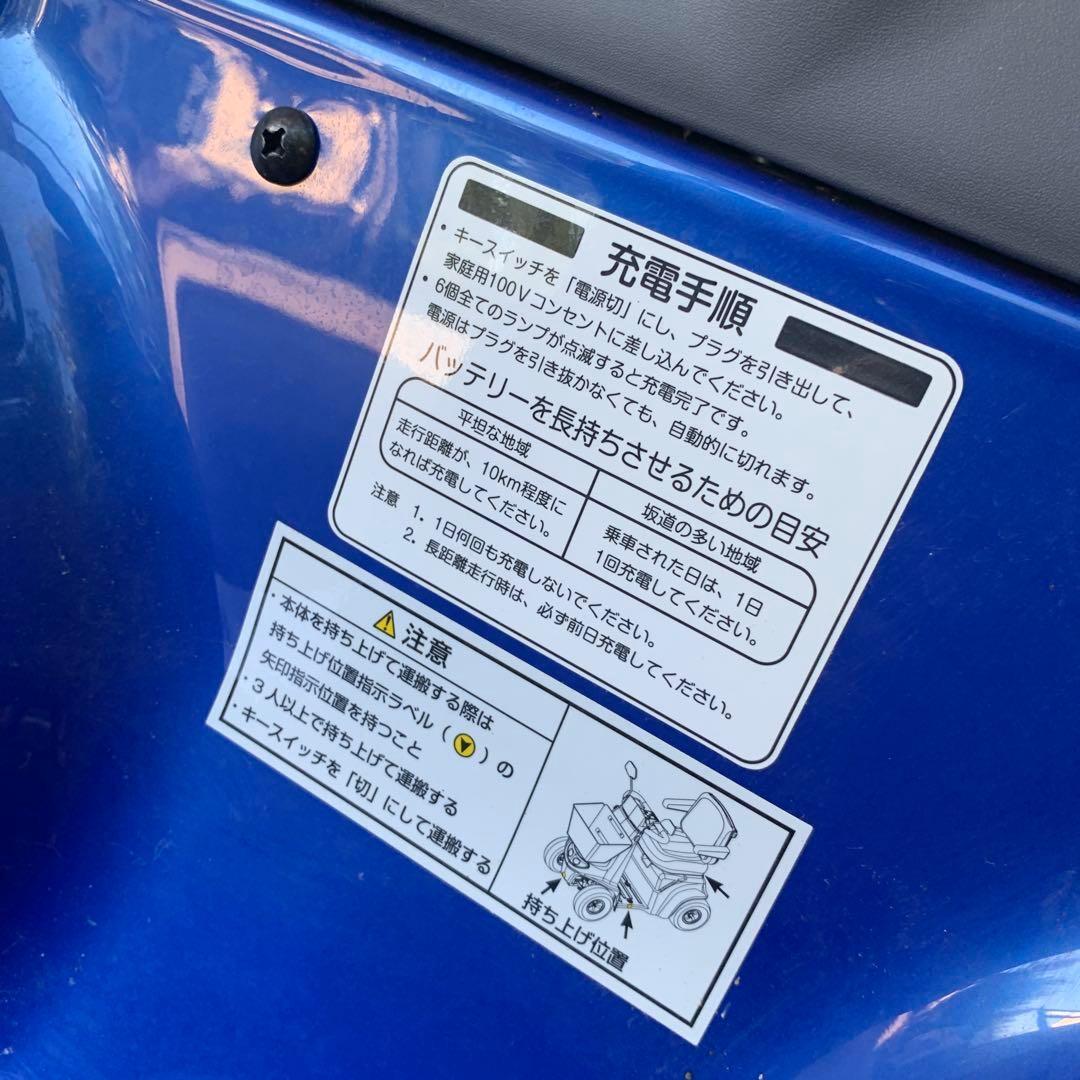 充電手順
・キースイッチを「電源切」にし、プラグを引き出して、
家庭用100Vコンセントに差し込んでください。
・6個全てのランプが点滅すると充電完了です。
電源はプラグを引き抜かなくても、自動的に切れます。
バッテリーを長持ちさせるための目安
平坦な地域
走行距離が、10km程度に
なれば充電してください。
坂道の多い地域
乗車された日は、1日
1回充電してください。
注意 1. 1日何回も充電しないでください。
2. 長距離走行時は、必ず前日充電してください。
注意
・本体を持ち上げて運搬する際は
持ち上げ位置指示ラベル（ ）の
矢印指示位置を持つこと
・3人以上で持ち上げて運搬する
・キースイッチを「切」にして運搬する
持ち上げ位置